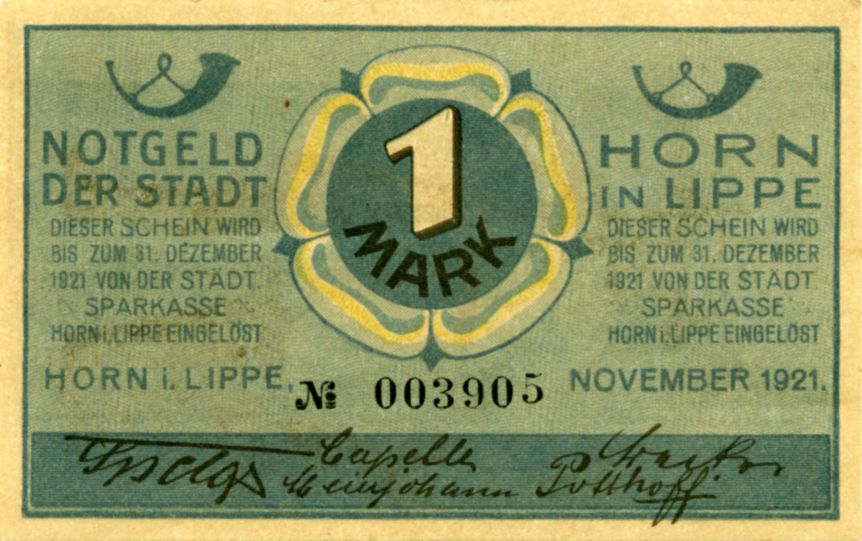 NOTGELD
DER STADT
DIESER SCHEIN WIRD
BIS ZUM 31. DEZEMBER
1921 VON DER STÄDT.
SPARKASSE
HORN i. LIPPE EINGELÖST
1
MARK
HORN
IN LIPPE
DIESER SCHEIN WIRD
BIS ZUM 31. DEZEMBER
1921 VON DER STÄDT.
SPARKASSE
HORN i. LIPPE EINGELÖST
HORN i. LIPPE, № 003905 NOVEMBER 1921.
Capelle
Meierjohann Potthoff